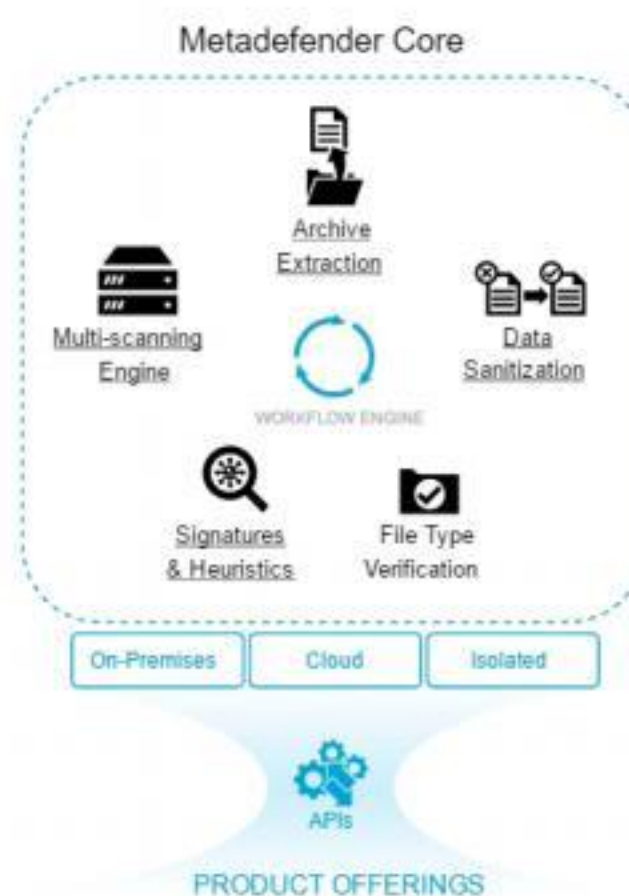 Metadefender Core
Archive
Extraction
Multi-scanning
Engine
Data
Sanitization
WORKFLOW ENGINE
Signatures
& Heuristics
File Type
Verification
On-Premises
Cloud
Isolated
APIs
PRODUCT OFFERINGS